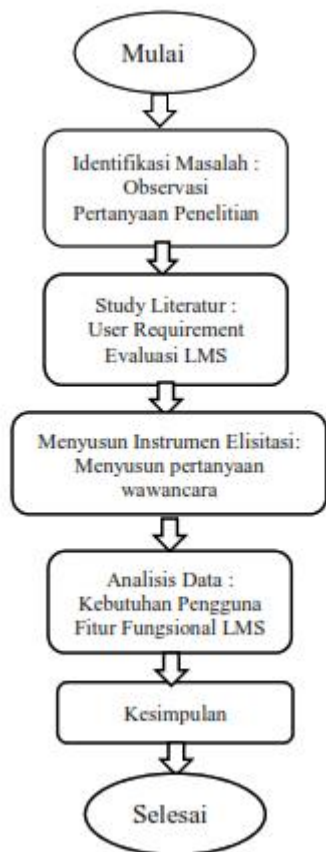 Mulai
Identifikasi Masalah :
Observasi
Pertanyaan Penelitian
Study Literatur :
User Requirement
Evaluasi LMS
Menyusun Instrumen Elisitasi:
Menyusun pertanyaan
wawancara
Analisis Data :
Kebutuhan Pengguna
Fitur Fungsional LMS
Kesimpulan
Selesai